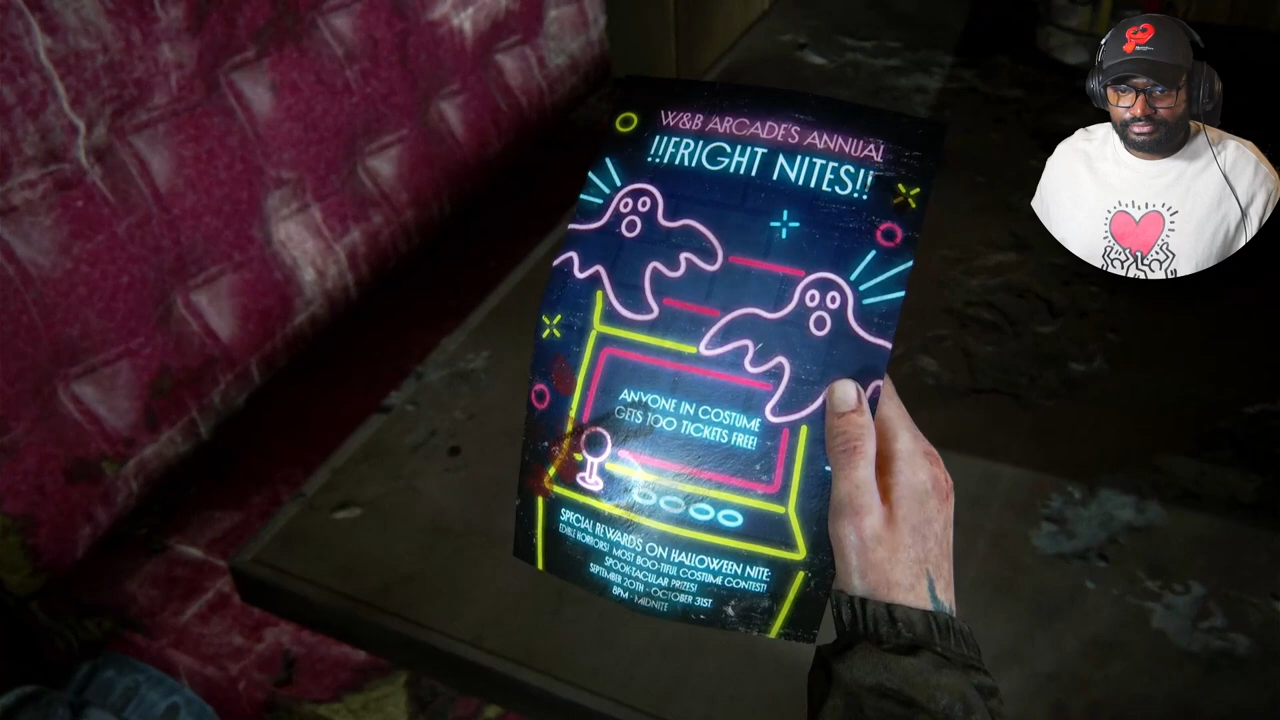 W&B ARCADE'S ANNUAL
!!FRIGHT NITES!!
ANYONE IN COSTUME
GETS 100 TICKETS FREE!
SPECIAL REWARDS ON HALLOWEEN NITE:
EDIBLE HORRORS! MOST BOO-TIFUL COSTUME CONTEST!
SPOOK-TACULAR PRIZES!
SEPTEMBER 20TH - OCTOBER 31ST
8PM - MIDNITE